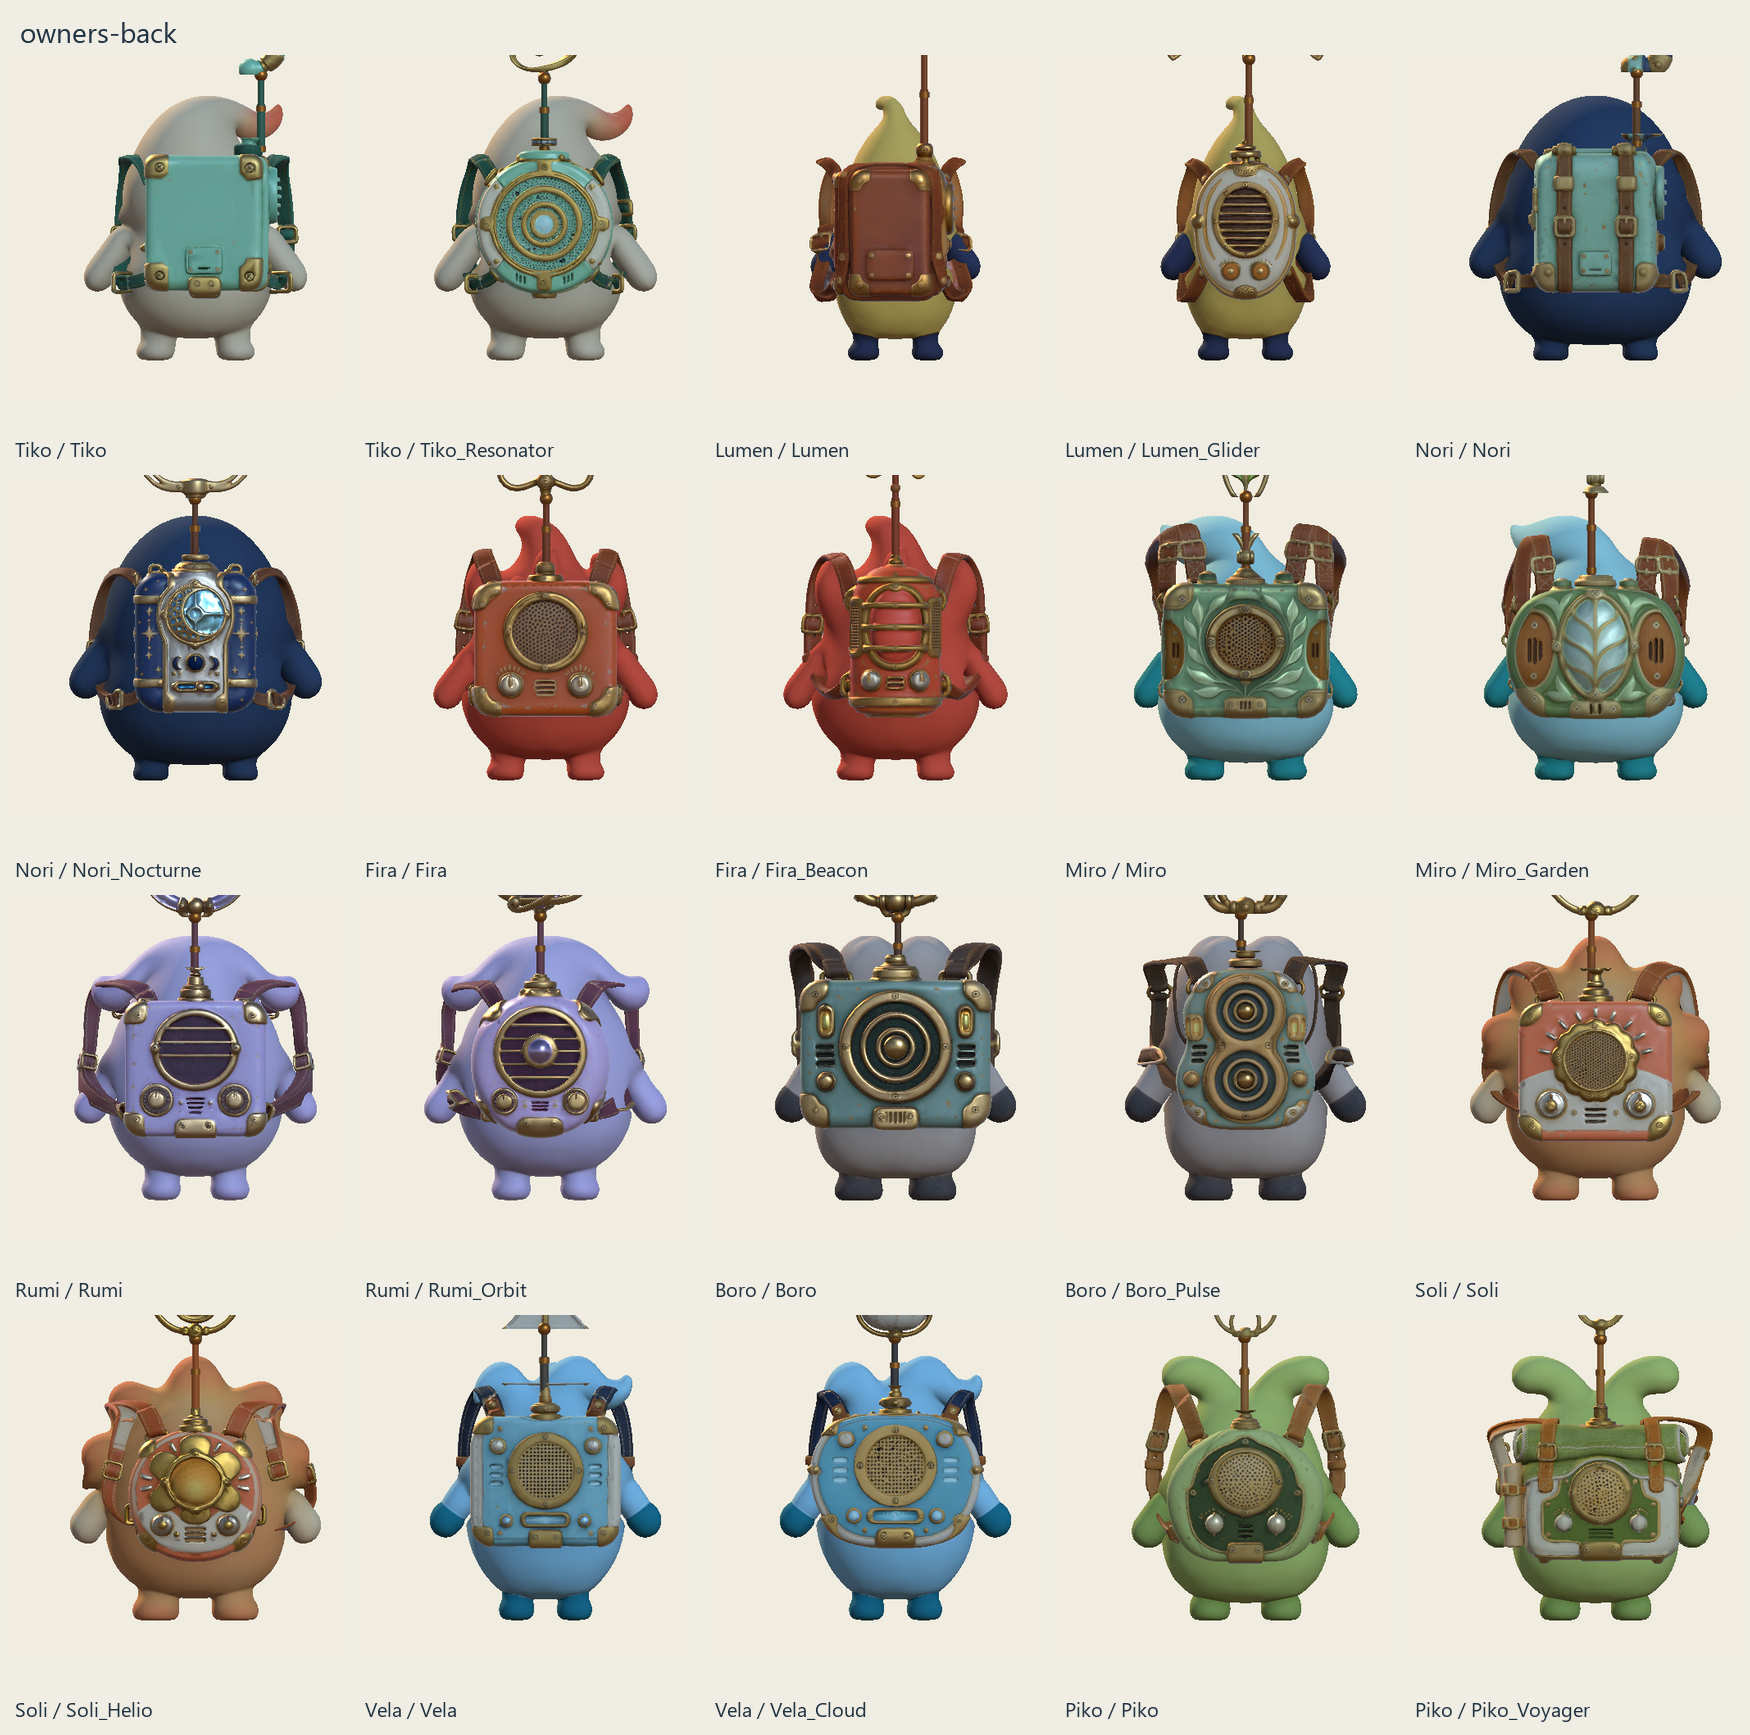 owners-back
Tiko / Tiko
Tiko / Tiko_Resonator
Lumen / Lumen
Lumen / Lumen_Glider
Nori / Nori
Nori / Nori_Nocturne
Fira / Fira
Fira / Fira_Beacon
Miro / Miro
Miro / Miro_Garden
Rumi / Rumi
Rumi / Rumi_Orbit
Boro / Boro
Boro / Boro_Pulse
Soli / Soli
Soli / Soli_Helio
Vela / Vela
Vela / Vela_Cloud
Piko / Piko
Piko / Piko_Voyager